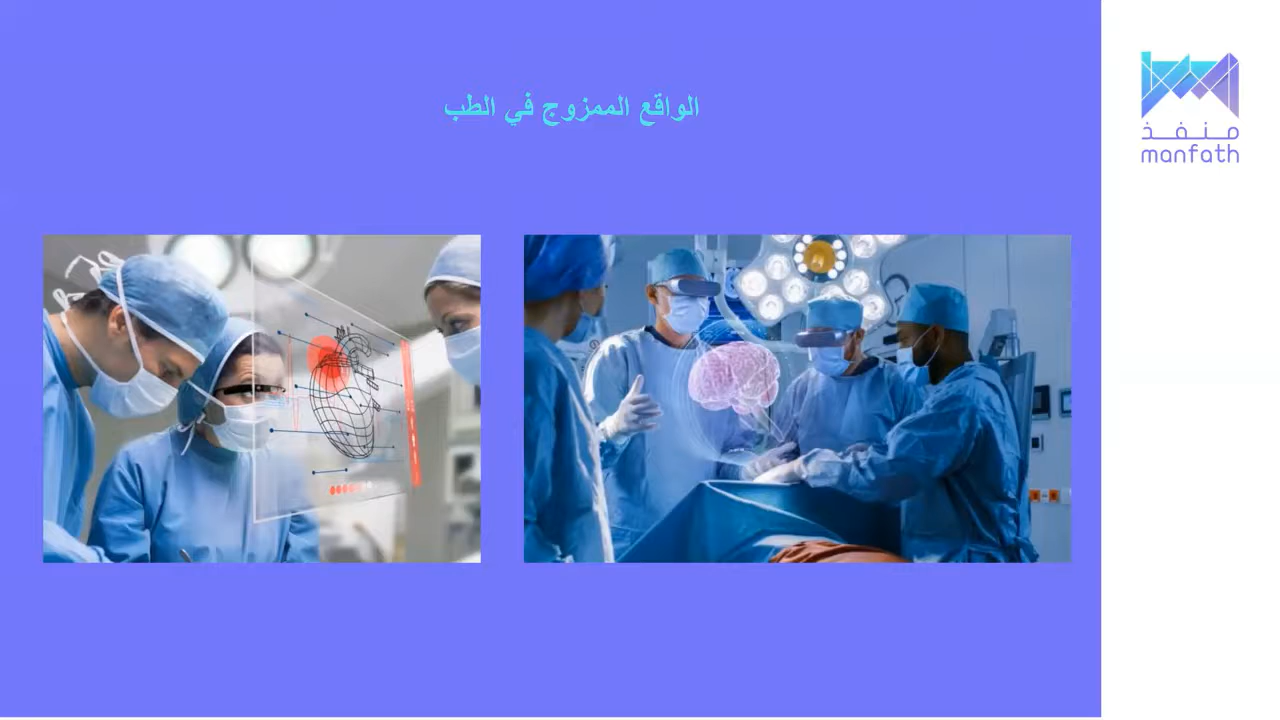 الواقع الممزوج في الطب
منفذ
manfath